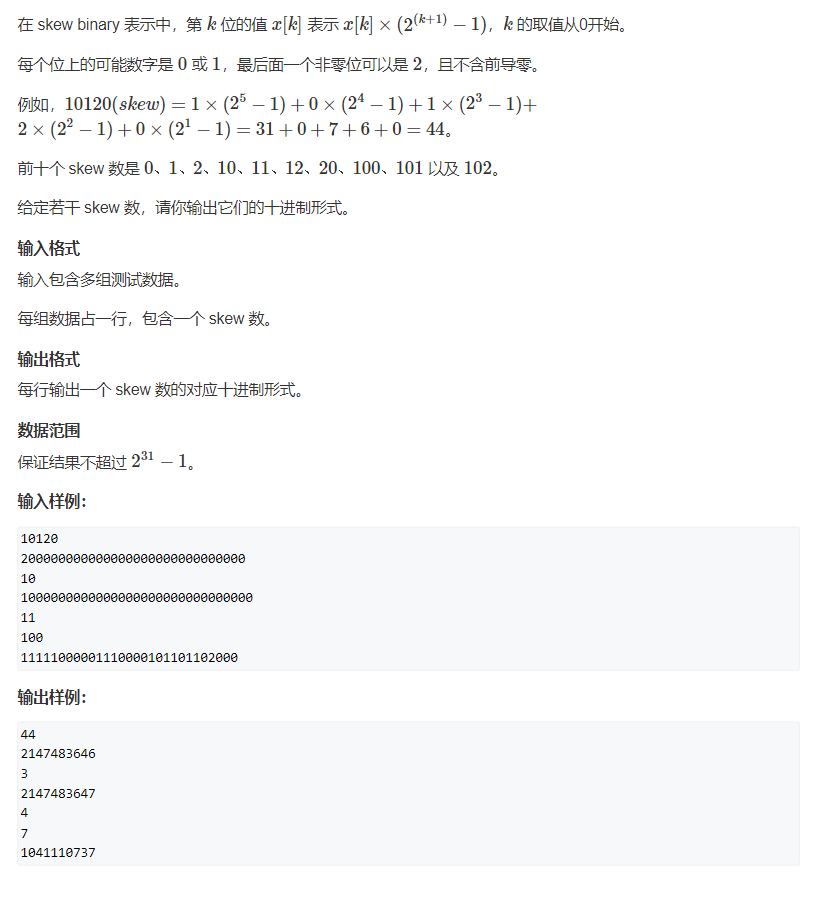 在 skew binary 表示中，第 k 位的值 x[k] 表示 x[k] × (2^(k+1) − 1)，k 的取值从0开始。
每个位上的可能数字是 0 或 1，最后面一个非零位可以是 2，且不含前导零。
例如，10120(skew) = 1 × (2^5 − 1) + 0 × (2^4 − 1) + 1 × (2^3 − 1)+
2 × (2^2 − 1) + 0 × (2^1 − 1) = 31 + 0 + 7 + 6 + 0 = 44。
前十个 skew 数是 0、1、2、10、11、12、20、100、101 以及 102。
给定若干 skew 数，请你输出它们的十进制形式。
输入格式
输入包含多组测试数据。
每组数据占一行，包含一个 skew 数。
输出格式
每行输出一个 skew 数的对应十进制形式。
数据范围
保证结果不超过 2^31 − 1。
输入样例：
10120
200000000000000000000000000000
10
1000000000000000000000000000000
11
100
11111000001110000101101102000
输出样例：
44
2147483646
3
2147483647
4
7
1041110737